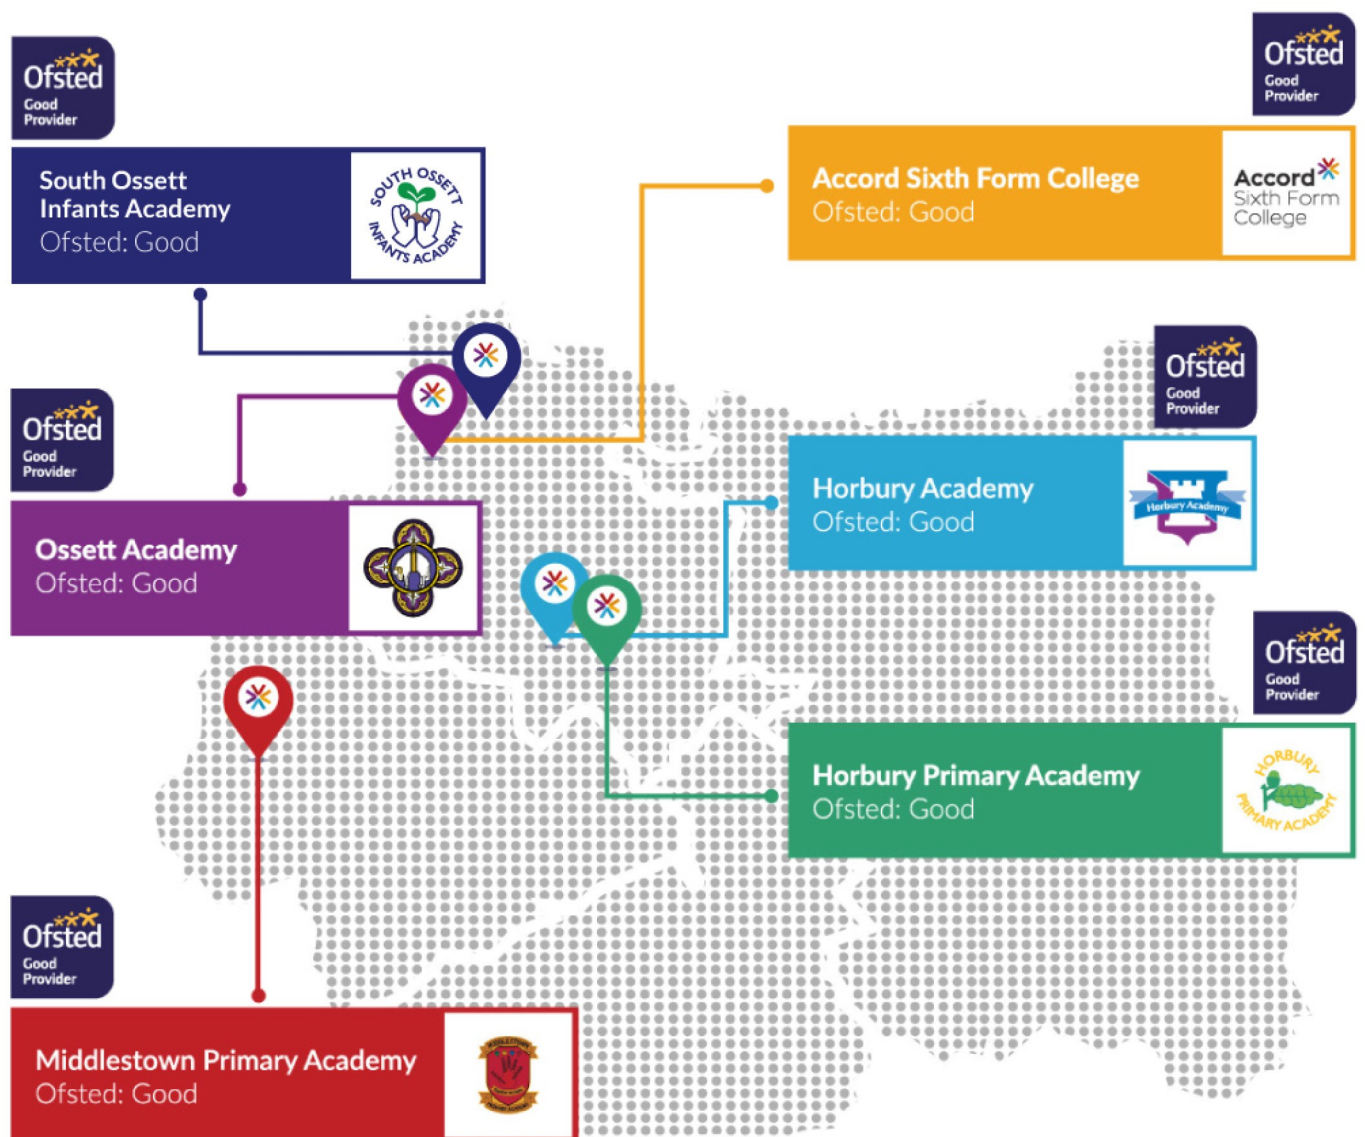 Ofsted
Good
Provider
South Ossett
Infants Academy
Ofsted: Good
SOUTH OSSETT
INFANTS ACADEMY
Ofsted
Good
Provider
Accord Sixth Form College
Ofsted: Good
Accord
Sixth Form
College
Ofsted
Good
Provider
Ossett Academy
Ofsted: Good
Ofsted
Good
Provider
Horbury Academy
Ofsted: Good
Horbury Academy
Ofsted
Good
Provider
Horbury Primary Academy
Ofsted: Good
HORBURY
PRIMARY ACADEMY
Ofsted
Good
Provider
Middlestown Primary Academy
Ofsted: Good
MIDDLESTOWN
PRIMARY ACADEMY